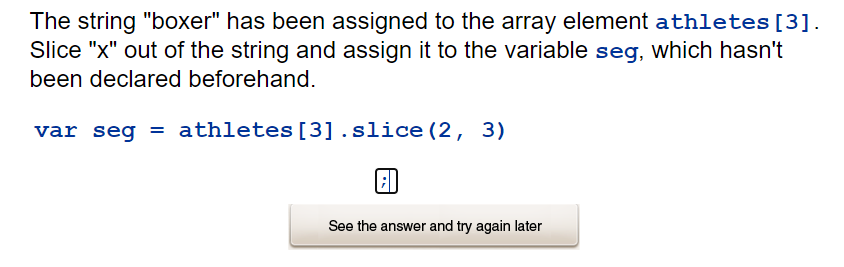 The string "boxer" has been assigned to the array element athletes[3].
Slice "x" out of the string and assign it to the variable seg, which hasn't
been declared beforehand.
var seg = athletes[3].slice(2, 3)
;
See the answer and try again later